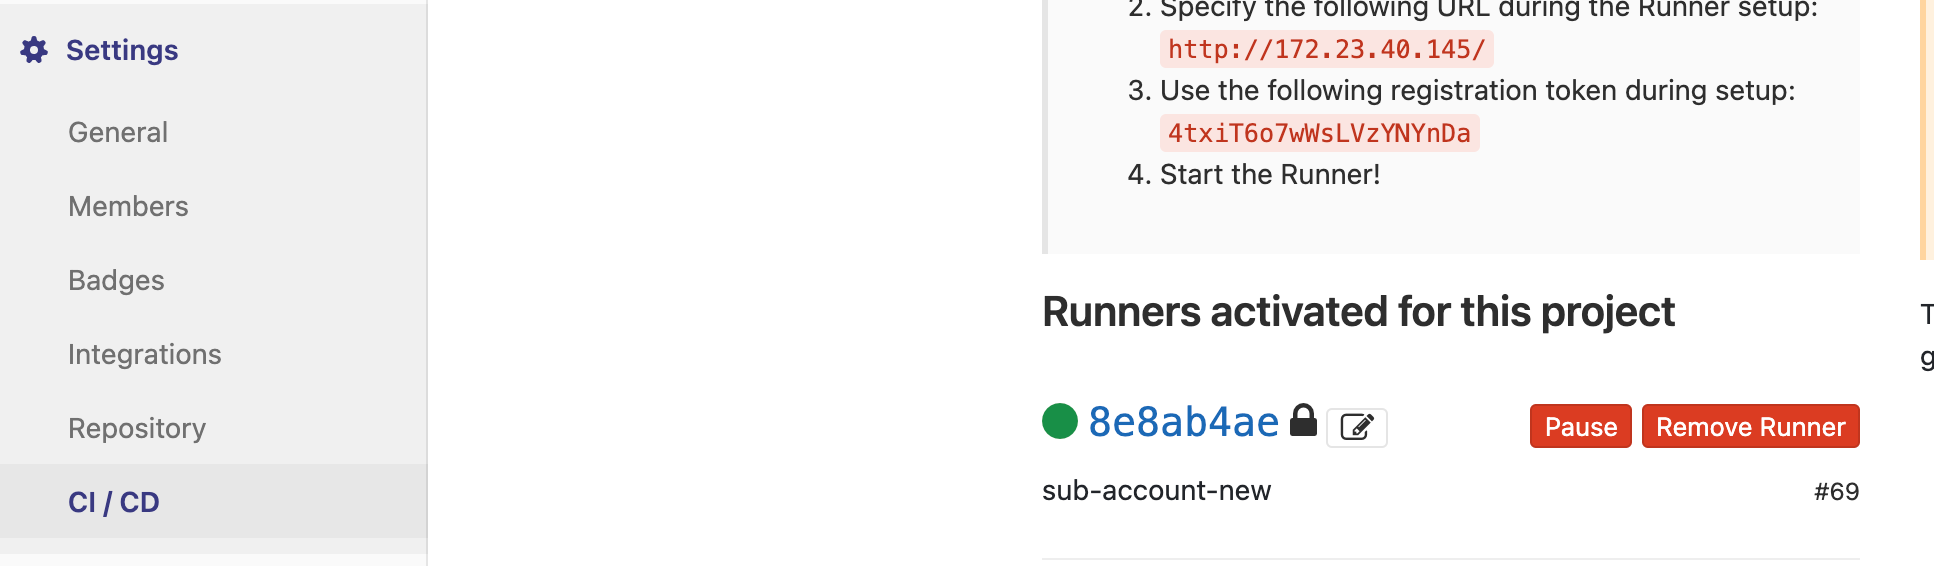 Settings
General
Members
Badges
Integrations
Repository
CI / CD
2. Specify the following URL during the Runner setup:
http://172.23.40.145/
3. Use the following registration token during setup:
4txiT6o7wWsLVzYNYnDa
4. Start the Runner!
Runners activated for this project
8e8ab4ae
Pause
Remove Runner
sub-account-new
#69